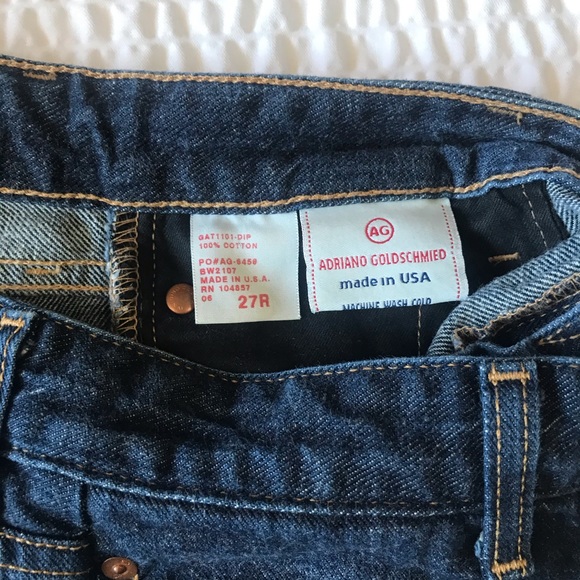 GAT1101-DIP
100% COTTON
PO#AG-8458
BW2107
MADE IN U.S.A.
RN 104857
06
27R
AG
ADRIANO GOLDSCHMIED
made in USA
MACHINE WASH COLD